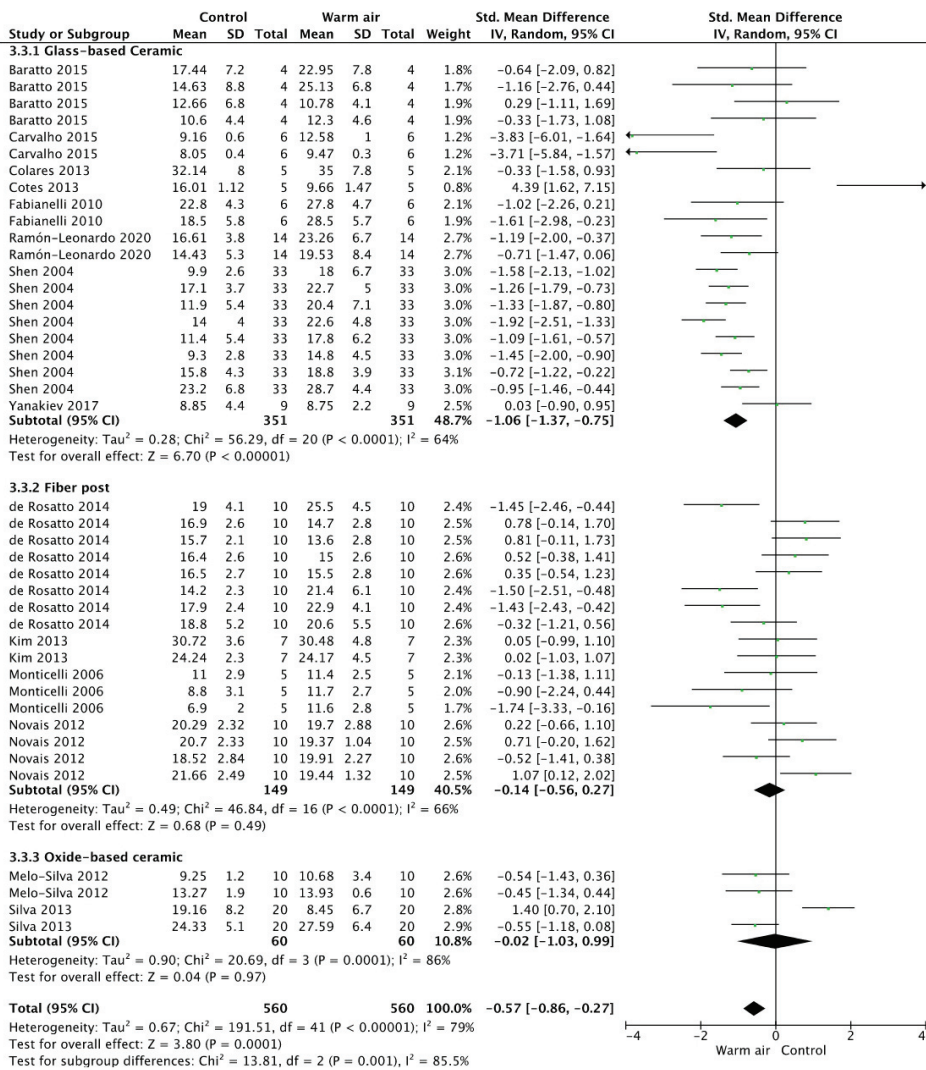 Control Warm air Std. Mean Difference Std. Mean Difference
Study or Subgroup Mean SD Total Mean SD Total Weight IV, Random, 95% CI IV, Random, 95% CI
3.3.1 Glass-based Ceramic
Baratto 2015 17.44 7.2 4 22.95 7.8 4 1.8% -0.64 [-2.09, 0.82]
Baratto 2015 14.63 8.8 4 25.13 6.8 4 1.7% -1.16 [-2.76, 0.44]
Baratto 2015 12.66 6.8 4 10.78 4.1 4 1.9% 0.29 [-1.11, 1.69]
Baratto 2015 10.6 4.4 4 12.3 4.6 4 1.9% -0.33 [-1.73, 1.08]
Carvalho 2015 9.16 0.6 6 12.58 1 6 1.2% -3.83 [-6.01, -1.64]
Carvalho 2015 8.05 0.4 6 9.47 0.3 6 1.2% -3.71 [-5.84, -1.57]
Colares 2013 32.14 8 5 35 7.8 5 2.1% -0.33 [-1.58, 0.93]
Cotes 2013 16.01 1.12 5 9.66 1.47 5 0.8% 4.39 [1.62, 7.15]
Fabianelli 2010 22.8 4.3 6 27.8 4.7 6 2.1% -1.02 [-2.26, 0.21]
Fabianelli 2010 18.5 5.8 6 28.5 5.7 6 1.9% -1.61 [-2.98, -0.23]
Ramón-Leonardo 2020 16.61 3.8 14 23.26 6.7 14 2.7% -1.19 [-2.00, -0.37]
Ramón-Leonardo 2020 14.43 5.3 14 19.53 8.4 14 2.7% -0.71 [-1.47, 0.06]
Shen 2004 9.9 2.6 33 18 6.7 33 3.0% -1.58 [-2.13, -1.02]
Shen 2004 17.1 3.7 33 22.7 5 33 3.0% -1.26 [-1.79, -0.73]
Shen 2004 11.9 5.4 33 20.4 7.1 33 3.0% -1.33 [-1.87, -0.80]
Shen 2004 14 4 33 22.6 4.8 33 3.0% -1.92 [-2.51, -1.33]
Shen 2004 11.4 5.4 33 17.8 6.2 33 3.0% -1.09 [-1.61, -0.57]
Shen 2004 9.3 2.8 33 14.8 4.5 33 3.0% -1.45 [-2.00, -0.90]
Shen 2004 15.8 4.3 33 18.8 3.9 33 3.1% -0.72 [-1.22, -0.22]
Shen 2004 23.2 6.8 33 28.7 4.4 33 3.0% -0.95 [-1.46, -0.44]
Yanakiev 2017 8.85 4.4 9 8.75 2.2 9 2.5% 0.03 [-0.90, 0.95]
Subtotal (95% CI) 351 351 48.7% -1.06 [-1.37, -0.75]
Heterogeneity: Tau² = 0.28; Chi² = 56.29, df = 20 (P < 0.0001); I² = 64%
Test for overall effect: Z = 6.70 (P < 0.00001)
3.3.2 Fiber post
de Rosatto 2014 19 4.1 10 25.5 4.5 10 2.4% -1.45 [-2.46, -0.44]
de Rosatto 2014 16.9 2.6 10 14.7 2.8 10 2.5% 0.78 [-0.14, 1.70]
de Rosatto 2014 15.7 2.1 10 13.6 2.8 10 2.5% 0.81 [-0.11, 1.73]
de Rosatto 2014 16.4 2.6 10 15 2.6 10 2.5% 0.52 [-0.38, 1.41]
de Rosatto 2014 16.5 2.7 10 15.5 2.8 10 2.6% 0.35 [-0.54, 1.23]
de Rosatto 2014 14.2 2.3 10 21.4 6.1 10 2.4% -1.50 [-2.51, -0.48]
de Rosatto 2014 17.9 2.4 10 22.9 4.1 10 2.4% -1.43 [-2.43, -0.42]
de Rosatto 2014 18.8 5.2 10 20.6 5.5 10 2.6% -0.32 [-1.21, 0.56]
Kim 2013 30.72 3.6 7 30.48 4.8 7 2.3% 0.05 [-0.99, 1.10]
Kim 2013 24.24 2.3 7 24.17 4.5 7 2.3% 0.02 [-1.03, 1.07]
Monticelli 2006 11 2.9 5 11.4 2.5 5 2.1% -0.13 [-1.38, 1.11]
Monticelli 2006 8.8 3.1 5 11.7 2.7 5 2.0% -0.90 [-2.24, 0.44]
Monticelli 2006 6.9 2 5 11.6 2.8 5 1.7% -1.74 [-3.33, -0.16]
Novais 2012 20.29 2.32 10 19.7 2.88 10 2.6% 0.22 [-0.66, 1.10]
Novais 2012 20.7 2.33 10 19.37 1.04 10 2.5% 0.71 [-0.20, 1.62]
Novais 2012 18.52 2.84 10 19.91 2.27 10 2.5% -0.52 [-1.41, 0.38]
Novais 2012 21.66 2.49 10 19.44 1.32 10 2.5% 1.07 [0.12, 2.02]
Subtotal (95% CI) 149 149 40.5% -0.14 [-0.56, 0.27]
Heterogeneity: Tau² = 0.49; Chi² = 46.84, df = 16 (P < 0.0001); I² = 66%
Test for overall effect: Z = 0.68 (P = 0.49)
3.3.3 Oxide-based ceramic
Melo-Silva 2012 9.25 1.2 10 10.68 3.4 10 2.6% -0.54 [-1.43, 0.36]
Melo-Silva 2012 13.27 1.9 10 13.93 0.6 10 2.6% -0.45 [-1.34, 0.44]
Silva 2013 19.16 8.2 20 8.45 6.7 20 2.8% 1.40 [0.70, 2.10]
Silva 2013 24.33 5.1 20 27.59 6.4 20 2.9% -0.55 [-1.18, 0.08]
Subtotal (95% CI) 60 60 10.8% -0.02 [-1.03, 0.99]
Heterogeneity: Tau² = 0.90; Chi² = 20.69, df = 3 (P = 0.0001); I² = 86%
Test for overall effect: Z = 0.04 (P = 0.97)
Total (95% CI) 560 560 100.0% -0.57 [-0.86, -0.27]
Heterogeneity: Tau² = 0.67; Chi² = 191.51, df = 41 (P < 0.00001); I² = 79%
Test for overall effect: Z = 3.80 (P = 0.0001)
Test for subgroup differences: Chi² = 13.81, df = 2 (P = 0.001), I² = 85.5%
-4 -2 0 2 4
Warm air Control